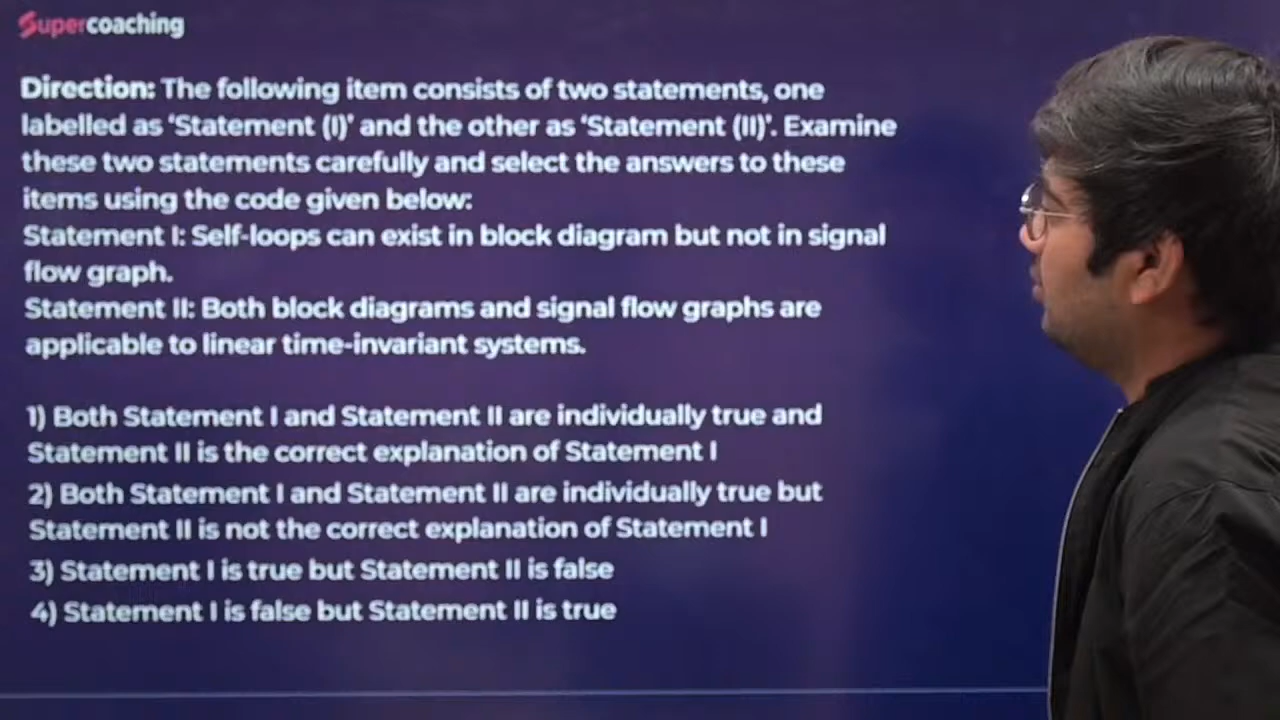 Supercoaching
Direction: The following item consists of two statements, one
labelled as ‘Statement (I)’ and the other as ‘Statement (II)’. Examine
these two statements carefully and select the answers to these
items using the code given below:
Statement I: Self-loops can exist in block diagram but not in signal
flow graph.
Statement II: Both block diagrams and signal flow graphs are
applicable to linear time-invariant systems.
1) Both Statement I and Statement II are individually true and
Statement II is the correct explanation of Statement I
2) Both Statement I and Statement II are individually true but
Statement II is not the correct explanation of Statement I
3) Statement I is true but Statement II is false
4) Statement I is false but Statement II is true